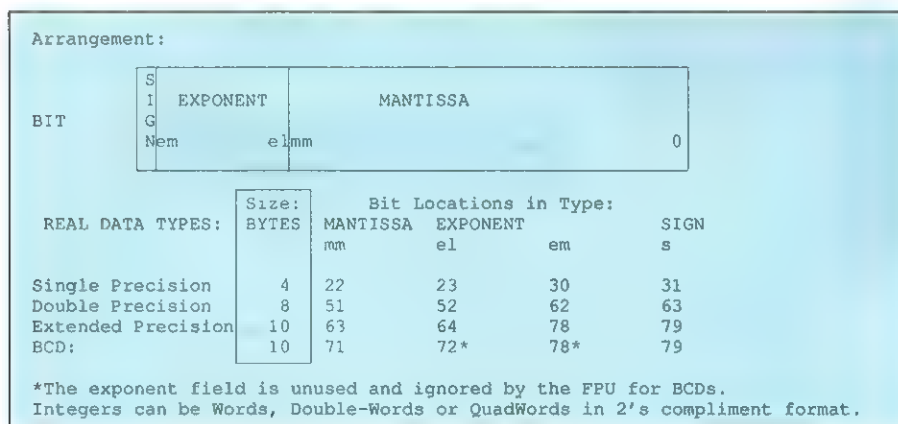 Arrangement:
S
I EXPONENT MANTISSA
BIT G
Nem elmm 0
Size: Bit Locations in Type:
REAL DATA TYPES: BYTES MANTISSA EXPONENT SIGN
mm el em s
Single Precision 4 22 23 30 31
Double Precision 8 51 52 62 63
Extended Precision 10 63 64 78 79
BCD: 10 71 72* 78* 79
*The exponent field is unused and ignored by the FPU for BCDs.
Integers can be Words, Double-Words or QuadWords in 2's compliment format.